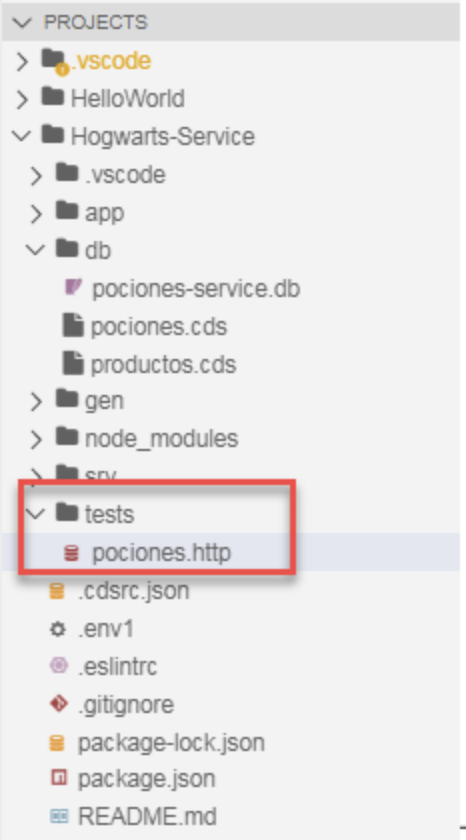 PROJECTS
.vscode
HelloWorld
Hogwarts-Service
.vscode
app
db
pociones-service.db
pociones.cds
productos.cds
gen
node_modules
srv
tests
pociones.http
.cdsrc.json
.env1
.eslintrc
.gitignore
package-lock.json
package.json
README.md